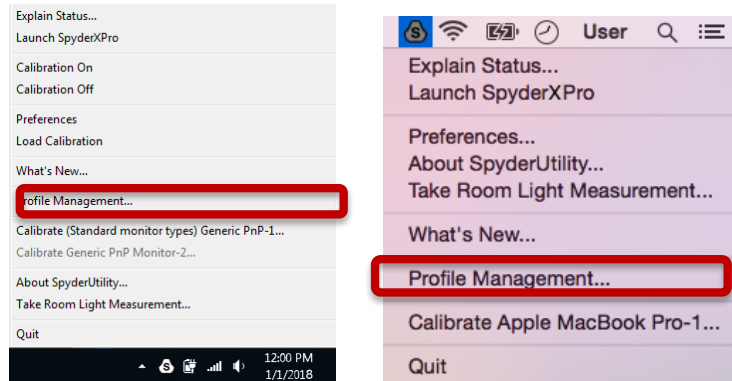 Explain Status...
Launch SpyderXPro
Calibration On
Calibration Off
Preferences
Load Calibration
What's New...
Profile Management...
Calibrate (Standard monitor types) Generic PnP-1...
Calibrate Generic PnP Monitor-2...
About SpyderUtility...
Take Room Light Measurement...
Quit
S
12:00 PM
1/1/2018
S User
Explain Status...
Launch SpyderXPro
Preferences...
About SpyderUtility...
Take Room Light Measurement...
What's New...
Profile Management...
Calibrate Apple MacBook Pro-1...
Quit